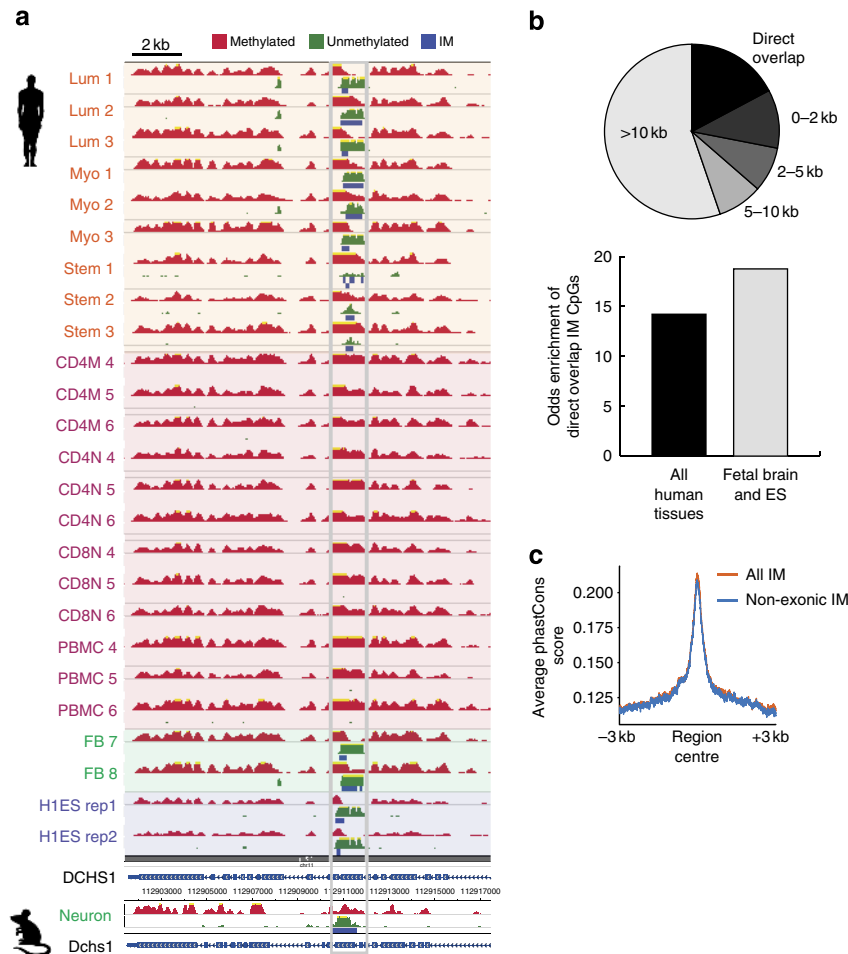 a
2 kb
Methylated
Unmethylated
IM
Lum 1
Lum 2
Lum 3
Myo 1
Myo 2
Myo 3
Stem 1
Stem 2
Stem 3
CD4M 4
CD4M 5
CD4M 6
CD4N 4
CD4N 5
CD4N 6
CD8N 4
CD8N 5
CD8N 6
PBMC 4
PBMC 5
PBMC 6
FB 7
FB 8
H1ES rep1
H1ES rep2
chr11
DCHS1
112903000 112905000 112907000 112909000 112911000 112913000 112915000 112917000
Neuron
Dchs1
b
Direct
overlap
0–2 kb
2–5 kb
5–10 kb
>10 kb
Odds enrichment of
direct overlap IM CpGs
20
15
10
5
0
All
human
tissues
Fetal brain
and ES
c
All IM
Non-exonic IM
Average phastCons
score
0.200
0.175
0.150
0.125
–3 kb
Region
centre
+3 kb